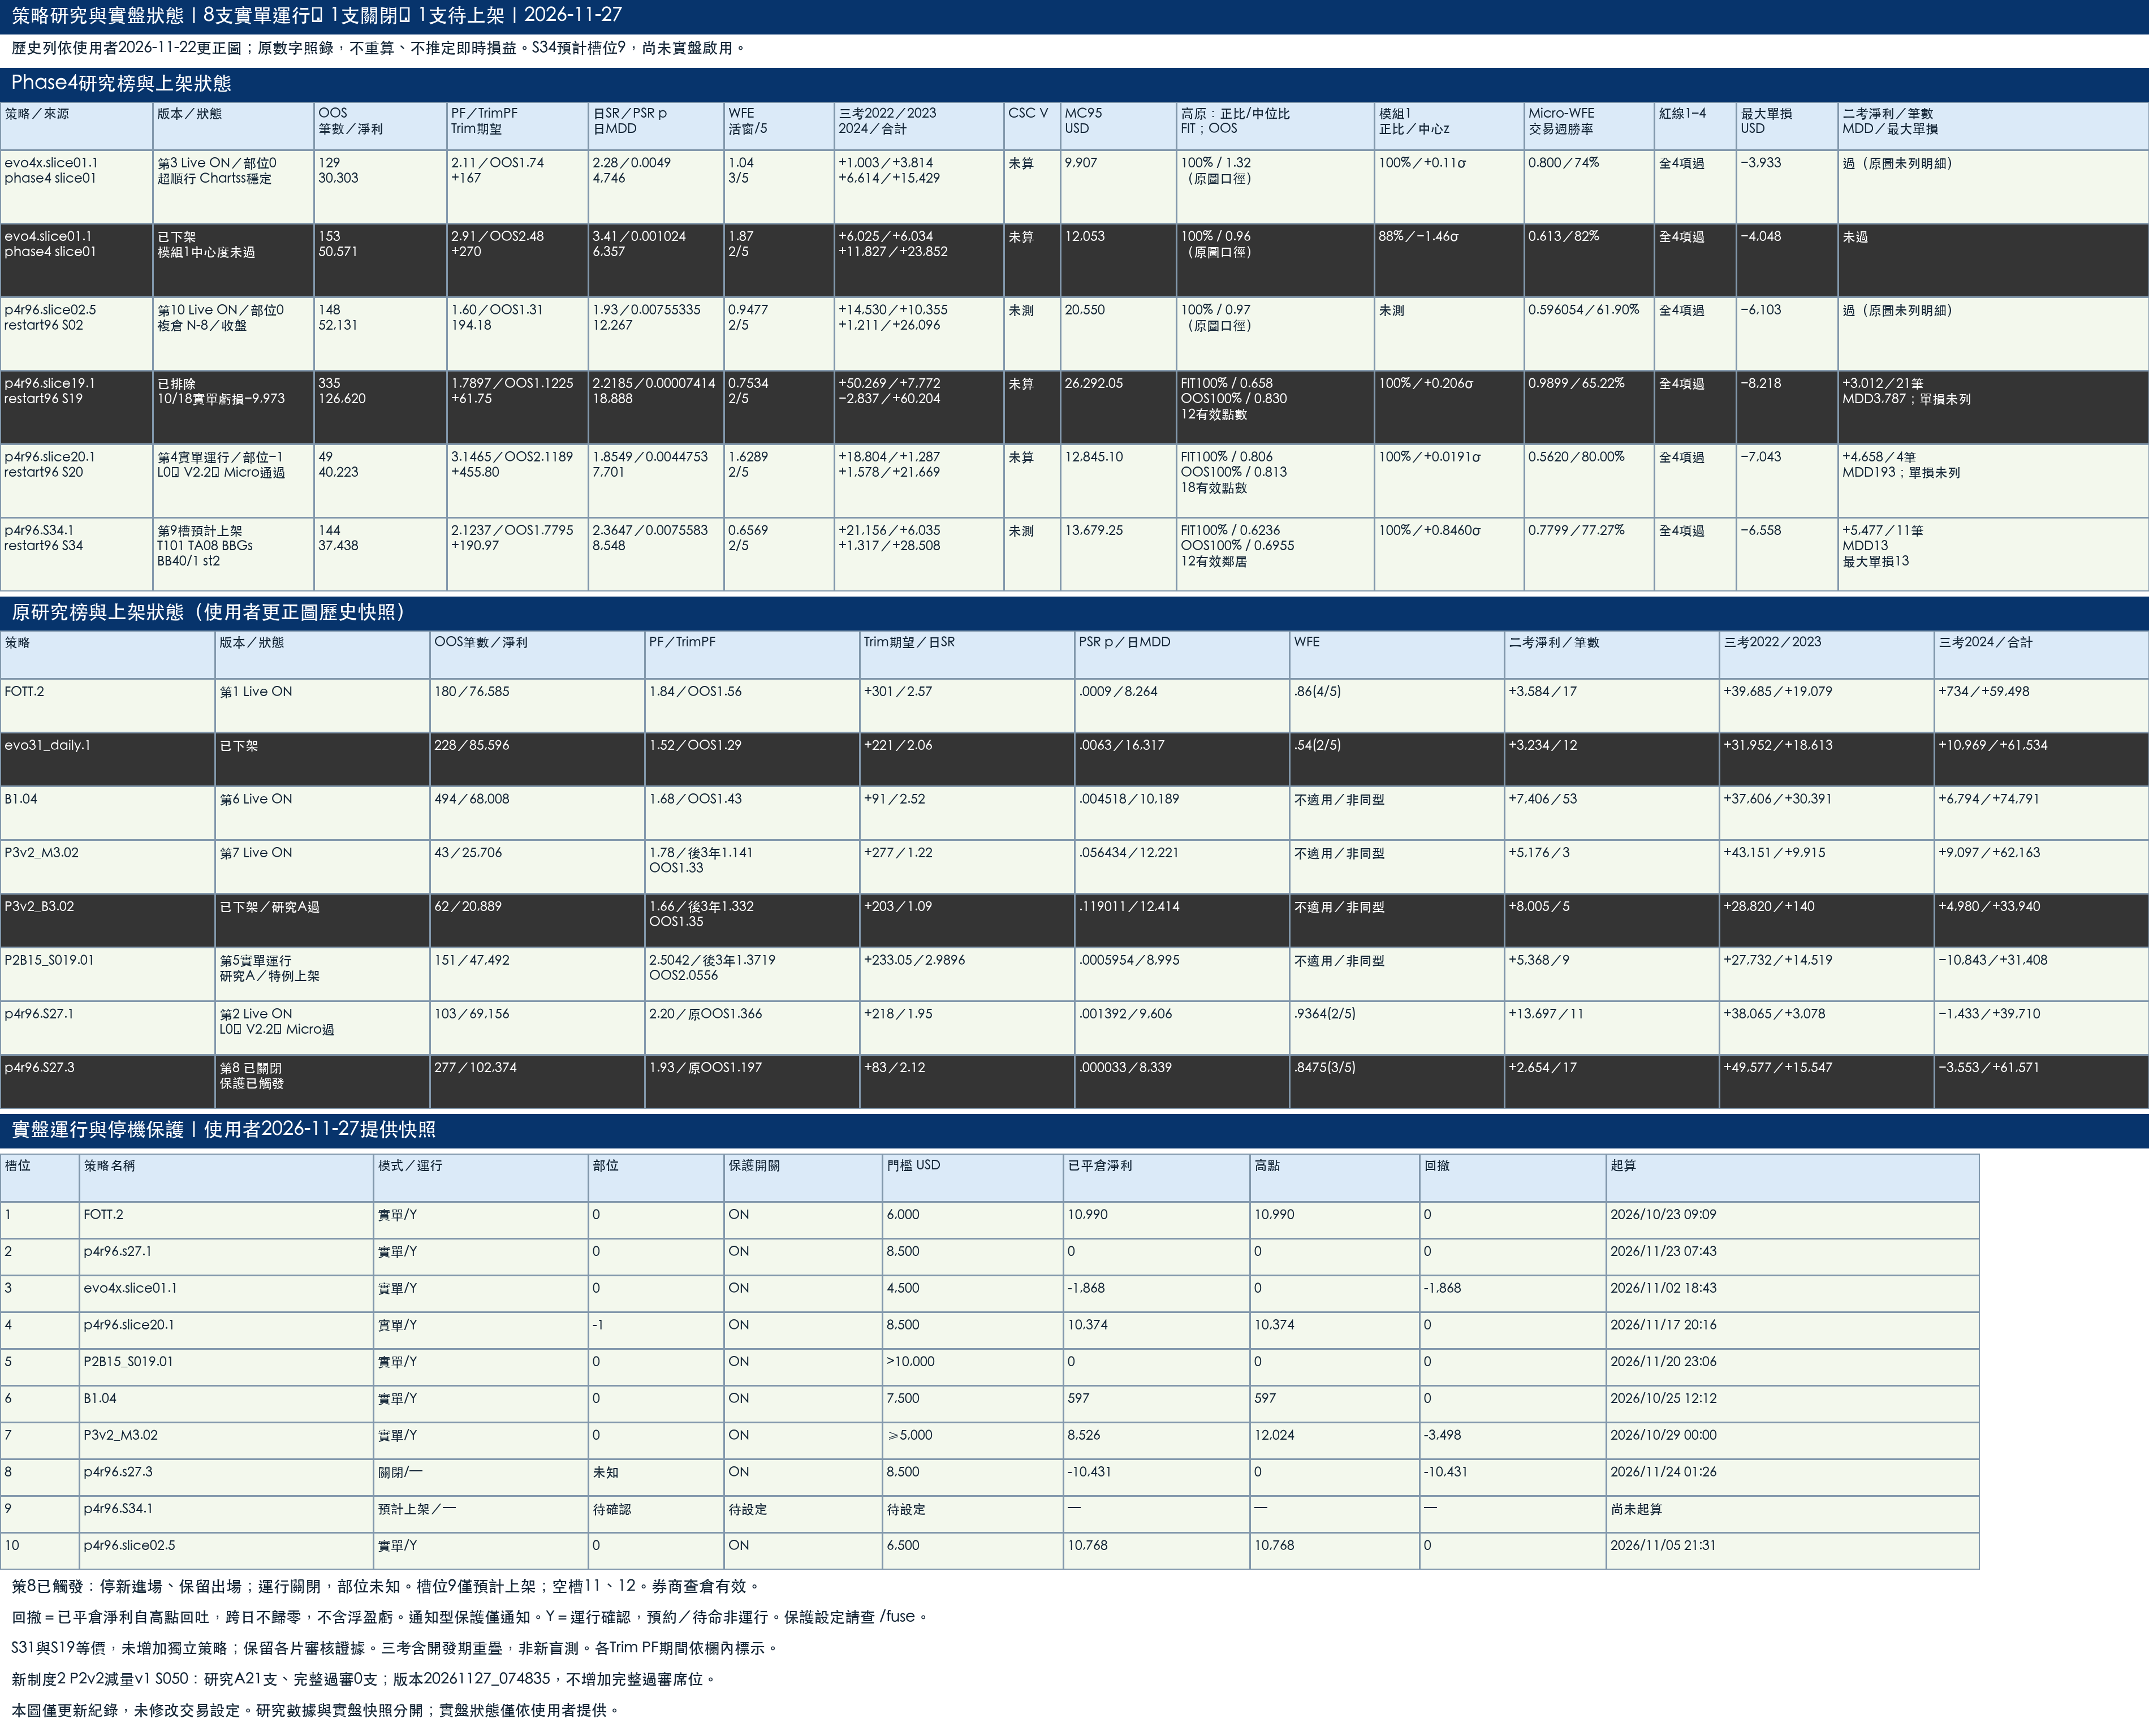 策略研究與實盤狀態｜8支實單運行 1支關閉 1支待上架｜2026-11-27
歷史列依使用者2026-11-22更正圖；原數字照錄，不重算、不推定即時損益。S34預計槽位9，尚未實盤啟用。
Phase4研究榜與上架狀態
策略／來源 版本／狀態 OOS 筆數／淨利 PF／TrimPF Trim期望 日SR／PSR p 日MDD WFE 活窗/5 三考2022／2023 2024／合計 CSC V MC95 USD 高原：正比/中位比 FIT；OOS 模組1 正比／中心z Micro-WFE 交易週勝率 紅線1–4 最大單損 USD 二考淨利／筆數 MDD／最大單損
evo4x.slice01.1 第3 Live ON／部位0 129 2.11／OOS1.74 2.28／0.0049 1.04 +1,003／+3,814 未算 9,907 100% / 1.32 100%／+0.11σ 0.800／74% 全4項過 −3,933 過（原圖未列明細）
phase4 slice01 超順行 Chartss穩定 30,303 +167 4,746 3/5 +6,614／+15,429 （原圖口徑）
evo4.slice01.1 已下架 153 2.91／OOS2.48 3.41／0.001024 1.87 +6,025／+6,034 未算 12,053 100% / 0.96 88%／−1.46σ 0.613／82% 全4項過 −4,048 未過
phase4 slice01 模組1中心度未過 50,571 +270 6,357 2/5 +11,827／+23,852 （原圖口徑）
p4r96.slice02.5 第10 Live ON／部位0 148 1.60／OOS1.31 1.93／0.00755335 0.9477 +14,530／+10,355 未測 20,550 100% / 0.97 未測 0.596054／61.90% 全4項過 −6,103 過（原圖未列明細）
restart96 S02 複倉 N-8／收盤 52,131 194.18 12,267 2/5 +1,211／+26,096 （原圖口徑）
p4r96.slice19.1 已排除 335 1.7897／OOS1.1225 2.2185／0.00007414 0.7534 +50,269／+7,772 未算 26,292.05 FIT100% / 0.658 100%／+0.206σ 0.9899／65.22% 全4項過 −8,218 +3,012／21筆
restart96 S19 10/18實單虧損−9,973 126,620 +61.75 18,888 2/5 −2,837／+60,204 OOS100% / 0.830 MDD3,787；單損未列
12有效點數
p4r96.slice20.1 第4實單運行／部位−1 49 3.1465／OOS2.1189 1.8549／0.0044753 1.6289 +18,804／+1,287 未算 12,845.10 FIT100% / 0.806 100%／+0.0191σ 0.5620／80.00% 全4項過 −7,043 +4,658／4筆
restart96 S20 L0 V2.2 Micro通過 40,223 +455.80 7,701 2/5 +1,578／+21,669 OOS100% / 0.813 MDD193；單損未列
18有效點數
p4r96.S34.1 第9槽預計上架 144 2.1237／OOS1.7795 2.3647／0.0075583 0.6569 +21,156／+6,035 未測 13,679.25 FIT100% / 0.6236 100%／+0.8460σ 0.7799／77.27% 全4項過 −6,558 +5,477／11筆
restart96 S34 T101 TA08 BBGs 37,438 +190.97 8,548 2/5 +1,317／+28,508 OOS100% / 0.6955 MDD13
BB40/1 st2 12有效鄰居 最大單損13
原研究榜與上架狀態（使用者更正圖歷史快照）
策略 版本／狀態 OOS筆數／淨利 PF／TrimPF Trim期望／日SR PSR p／日MDD WFE 二考淨利／筆數 三考2022／2023 三考2024／合計
FOTT.2 第1 Live ON 180／76,585 1.84／OOS1.56 +301／2.57 .0009／8,264 .86(4/5) +3,584／17 +39,685／+19,079 +734／+59,498
evo31_daily.1 已下架 228／85,596 1.52／OOS1.29 +221／2.06 .0063／16,317 .54(2/5) +3,234／12 +31,952／+18,613 +10,969／+61,534
B1.04 第6 Live ON 494／68,008 1.68／OOS1.43 +91／2.52 .004518／10,189 不適用／非同型 +7,406／53 +37,606／+30,391 +6,794／+74,791
P3v2_M3.02 第7 Live ON 43／25,706 1.78／後3年1.141 +277／1.22 .056434／12,221 不適用／非同型 +5,176／3 +43,151／+9,915 +9,097／+62,163
OOS1.33
P3v2_B3.02 已下架／研究A過 62／20,889 1.66／後3年1.332 +203／1.09 .119011／12,414 不適用／非同型 +8,005／5 +28,820／+140 +4,980／+33,940
OOS1.35
P2B15_S019.01 第5實單運行 151／47,492 2.5042／後3年1.3719 +233.05／2.9896 .0005954／8,995 不適用／非同型 +5,368／9 +27,732／+14,519 −10,843／+31,408
研究A／特例上架 OOS2.0556
p4r96.S27.1 第2 Live ON 103／69,156 2.20／原OOS1.366 +218／1.95 .001392／9,606 .9364(2/5) +13,697／11 +38,065／+3,078 −1,433／+39,710
L0 V2.2 Micro過
p4r96.S27.3 第8 已關閉 277／102,374 1.93／原OOS1.197 +83／2.12 .000033／8,339 .8475(3/5) +2,654／17 +49,577／+15,547 −3,553／+61,571
保護已觸發
實盤運行與停機保護｜使用者2026-11-27提供快照
槽位 策略名稱 模式／運行 部位 保護開關 門檻 USD 已平倉淨利 高點 回撤 起算
1 FOTT.2 實單/Y 0 ON 6,000 10,990 10,990 0 2026/10/23 09:09
2 p4r96.s27.1 實單/Y 0 ON 8,500 0 0 0 2026/11/23 07:43
3 evo4x.slice01.1 實單/Y 0 ON 4,500 -1,868 0 -1,868 2026/11/02 18:43
4 p4r96.slice20.1 實單/Y -1 ON 8,500 10,374 10,374 0 2026/11/17 20:16
5 P2B15_S019.01 實單/Y 0 ON >10,000 0 0 0 2026/11/20 23:06
6 B1.04 實單/Y 0 ON 7,500 597 597 0 2026/10/25 12:12
7 P3v2_M3.02 實單/Y 0 ON ≥5,000 8,526 12,024 -3,498 2026/10/29 00:00
8 p4r96.s27.3 關閉/— 未知 ON 8,500 -10,431 0 -10,431 2026/11/24 01:26
9 p4r96.S34.1 預計上架／— 待確認 待設定 待設定 — — — 尚未起算
10 p4r96.slice02.5 實單/Y 0 ON 6,500 10,768 10,768 0 2026/11/05 21:31
策8已觸發：停新進場、保留出場；運行關閉，部位未知。槽位9僅預計上架；空槽11、12。券商查倉有效。
回撤＝已平倉淨利自高點回吐，跨日不歸零，不含浮盈虧。通知型保護僅通知。Y＝運行確認，預約／待命非運行。保護設定請查 /fuse。
S31與S19等價，未增加獨立策略；保留各片審核證據。三考含開發期重疊，非新盲測。各Trim PF期間依欄內標示。
新制度2 P2v2減量v1 S050：研究A21支、完整過審0支；版本20261127_074835，不增加完整過審席位。
本圖僅更新紀錄，未修改交易設定。研究數據與實盤快照分開；實盤狀態僅依使用者提供。